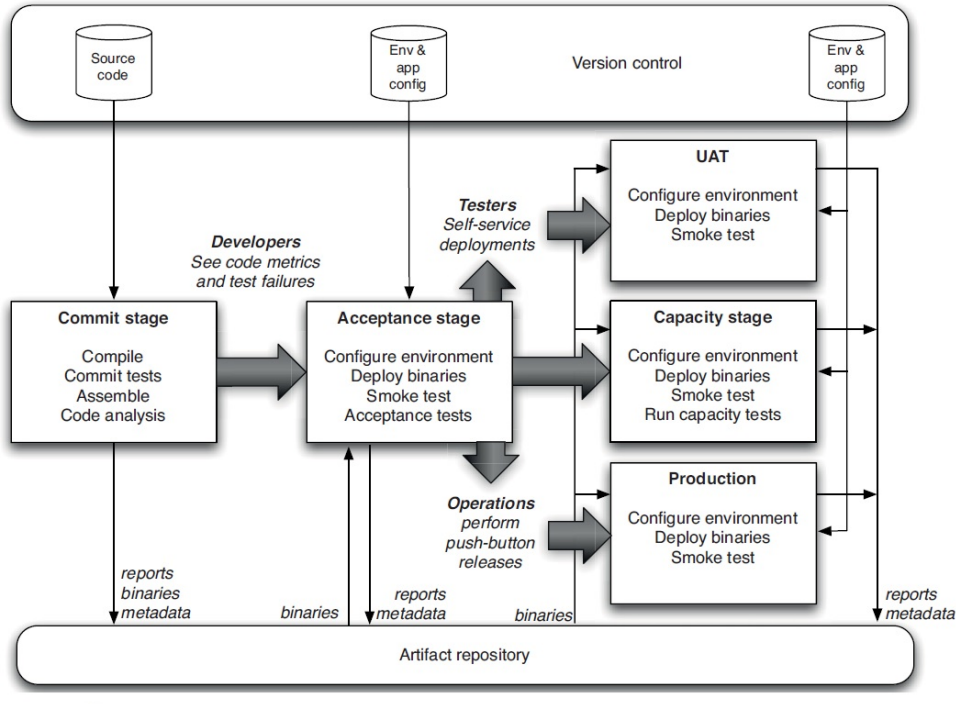 Source
code
Env &
app
config
Version control
Env &
app
config
Developers
See code metrics
and test failures
Testers
Self-service
deployments
UAT
Configure environment
Deploy binaries
Smoke test
Commit stage
Compile
Commit tests
Assemble
Code analysis
Acceptance stage
Configure environment
Deploy binaries
Smoke test
Acceptance tests
Capacity stage
Configure environment
Deploy binaries
Smoke test
Run capacity tests
Operations
perform
push-button
releases
Production
Configure environment
Deploy binaries
Smoke test
reports
binaries
metadata
binaries
reports
metadata
binaries
reports
metadata
Artifact repository